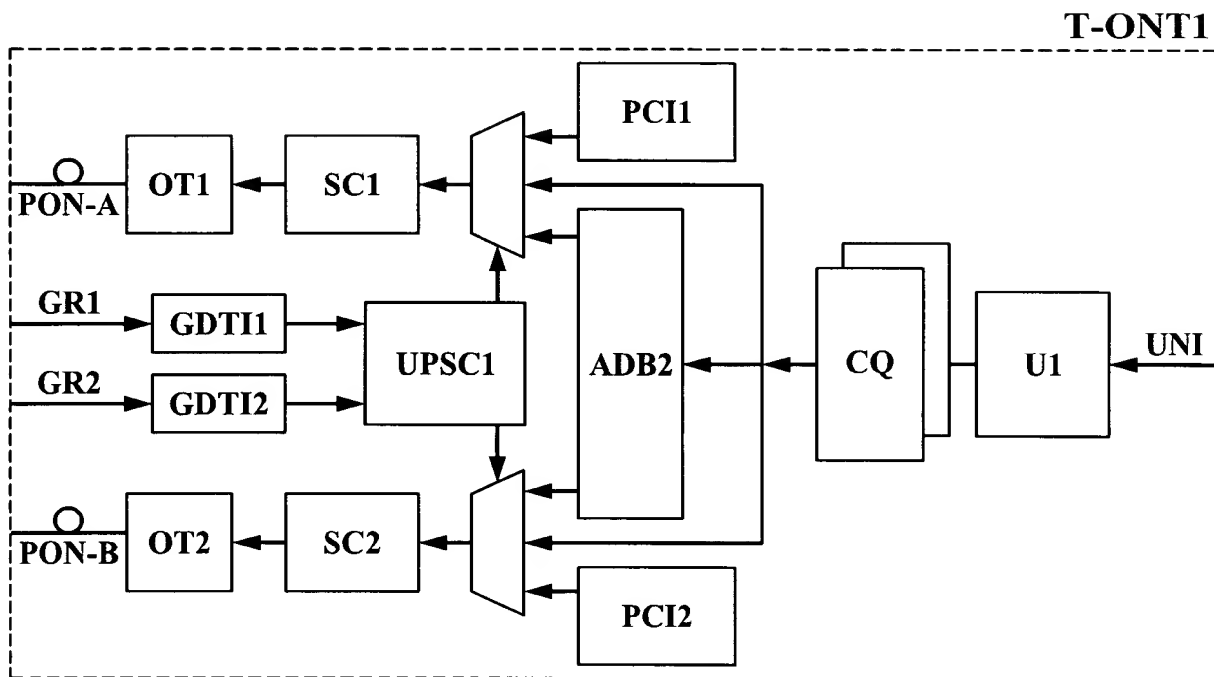 T-ONT1
PCI1
OT1
SC1
PON-A
GR1
GDTI1
UPSC1
ADB2
CQ
U1
UNI
GR2
GDTI2
OT2
SC2
PON-B
PCI2